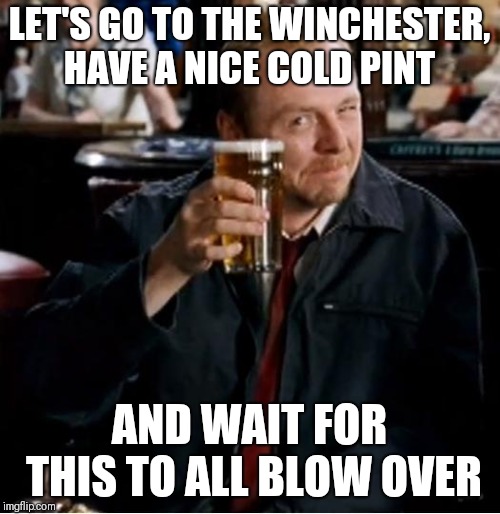 LET'S GO TO THE WINCHESTER,
HAVE A NICE COLD PINT
CAFFREY'S
AND WAIT FOR
THIS TO ALL BLOW OVER
imgflip.com